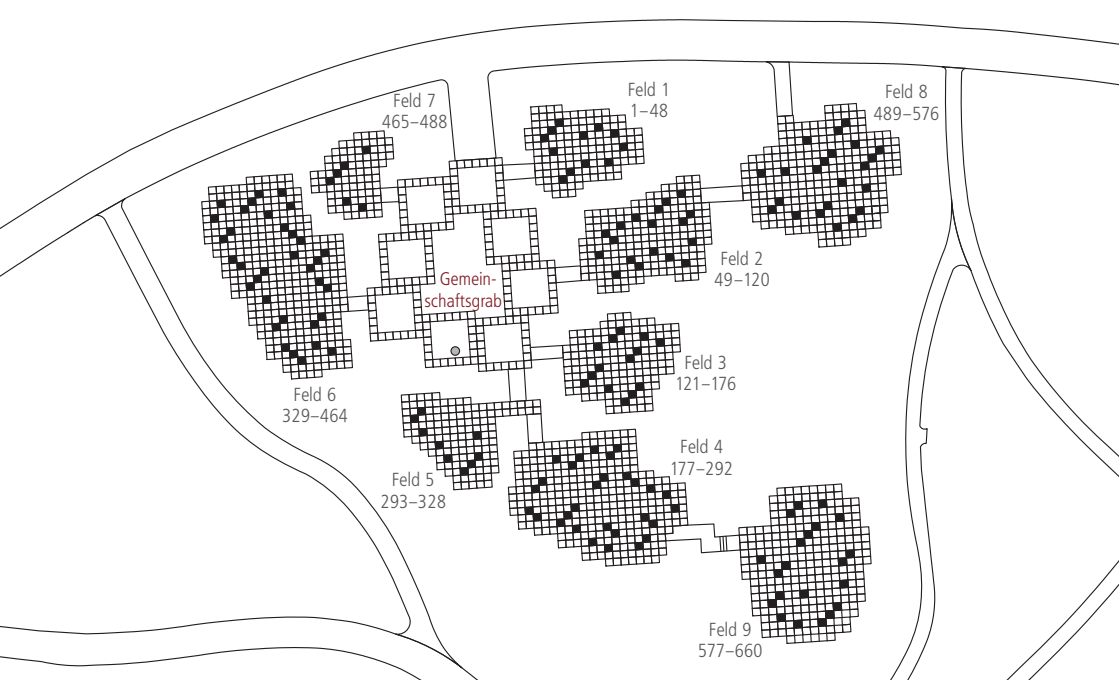 Feld 1
1–48
Feld 8
489–576
Feld 7
465–488
Feld 2
49–120
Gemein-
schaftsgrab
Feld 3
121–176
Feld 6
329–464
Feld 4
177–292
Feld 5
293–328
Feld 9
577–660